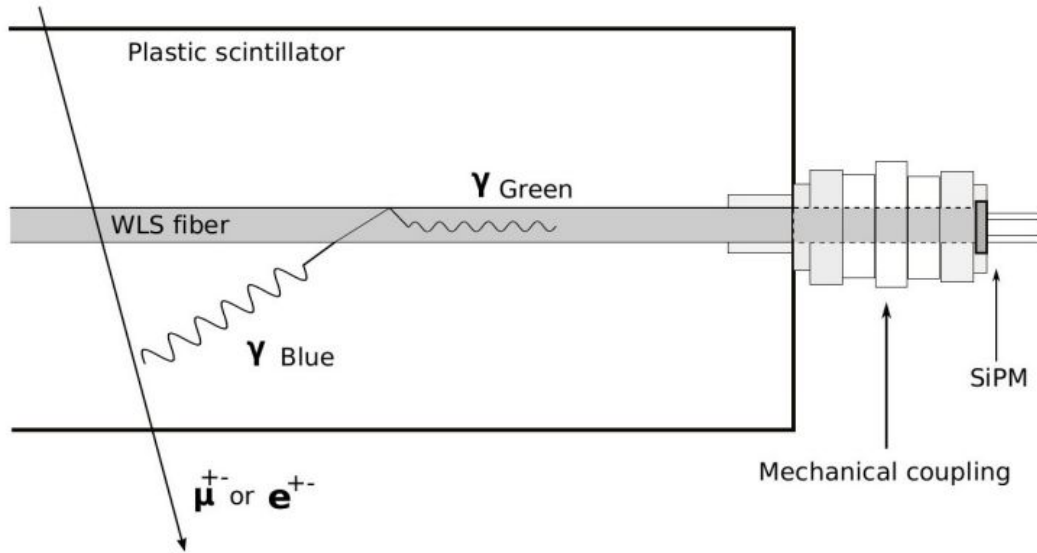 Plastic scintillator
γ Green
WLS fiber
γ Blue
SiPM
Mechanical coupling
μ+- or e+-